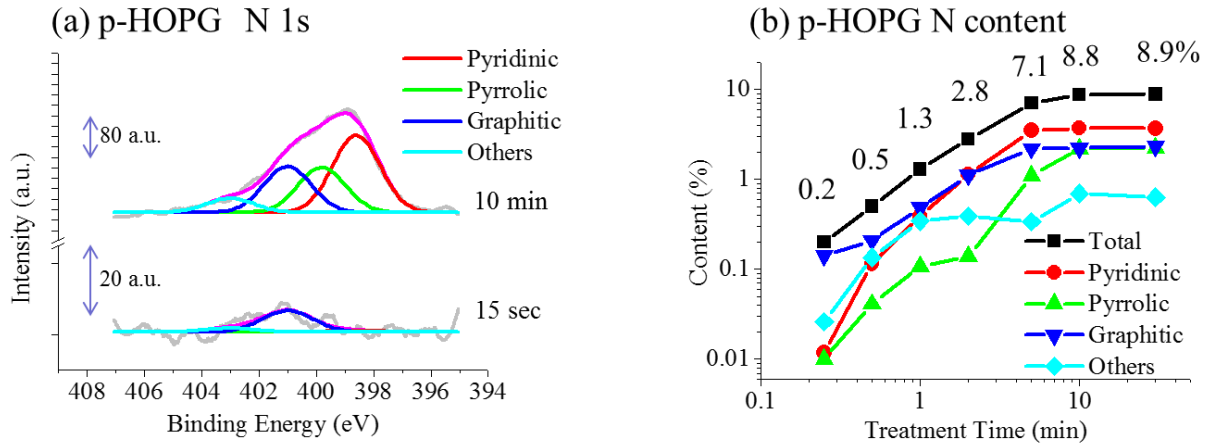 (a) p-HOPG N 1s
Pyridinic
Pyrrolic
Graphitic
Others
80 a.u.
10 min
20 a.u.
15 sec
Intensity (a.u.)
408 406 404 402 400 398 396 394
Binding Energy (eV)
(b) p-HOPG N content
0.2 0.5 1.3 2.8 7.1 8.8 8.9%
10
1
0.1
0.01
Content (%)
Total
Pyridinic
Pyrrolic
Graphitic
Others
0.1 1 10
Treatment Time (min)